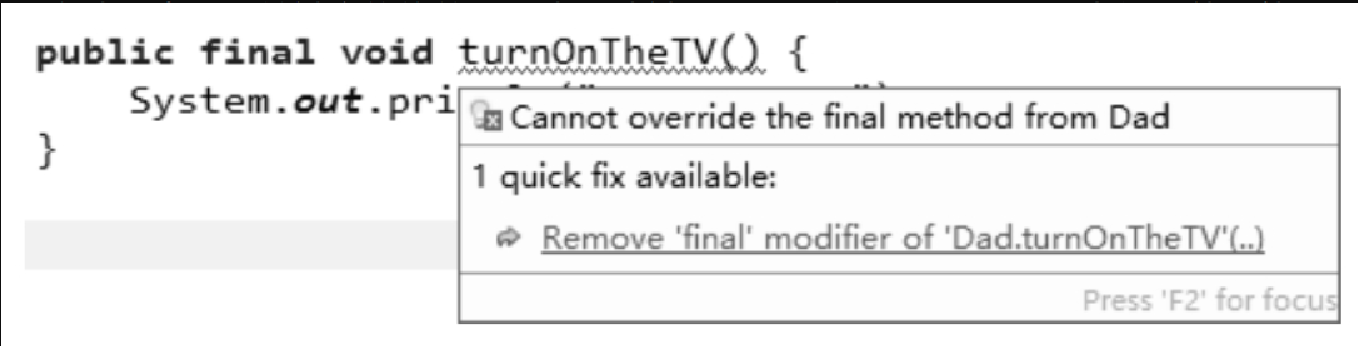 public final void turnOnTheTV() {
System.out.pri
}
Cannot override the final method from Dad
1 quick fix available:
Remove 'final' modifier of 'Dad.turnOnTheTV'(..)
Press 'F2' for focus